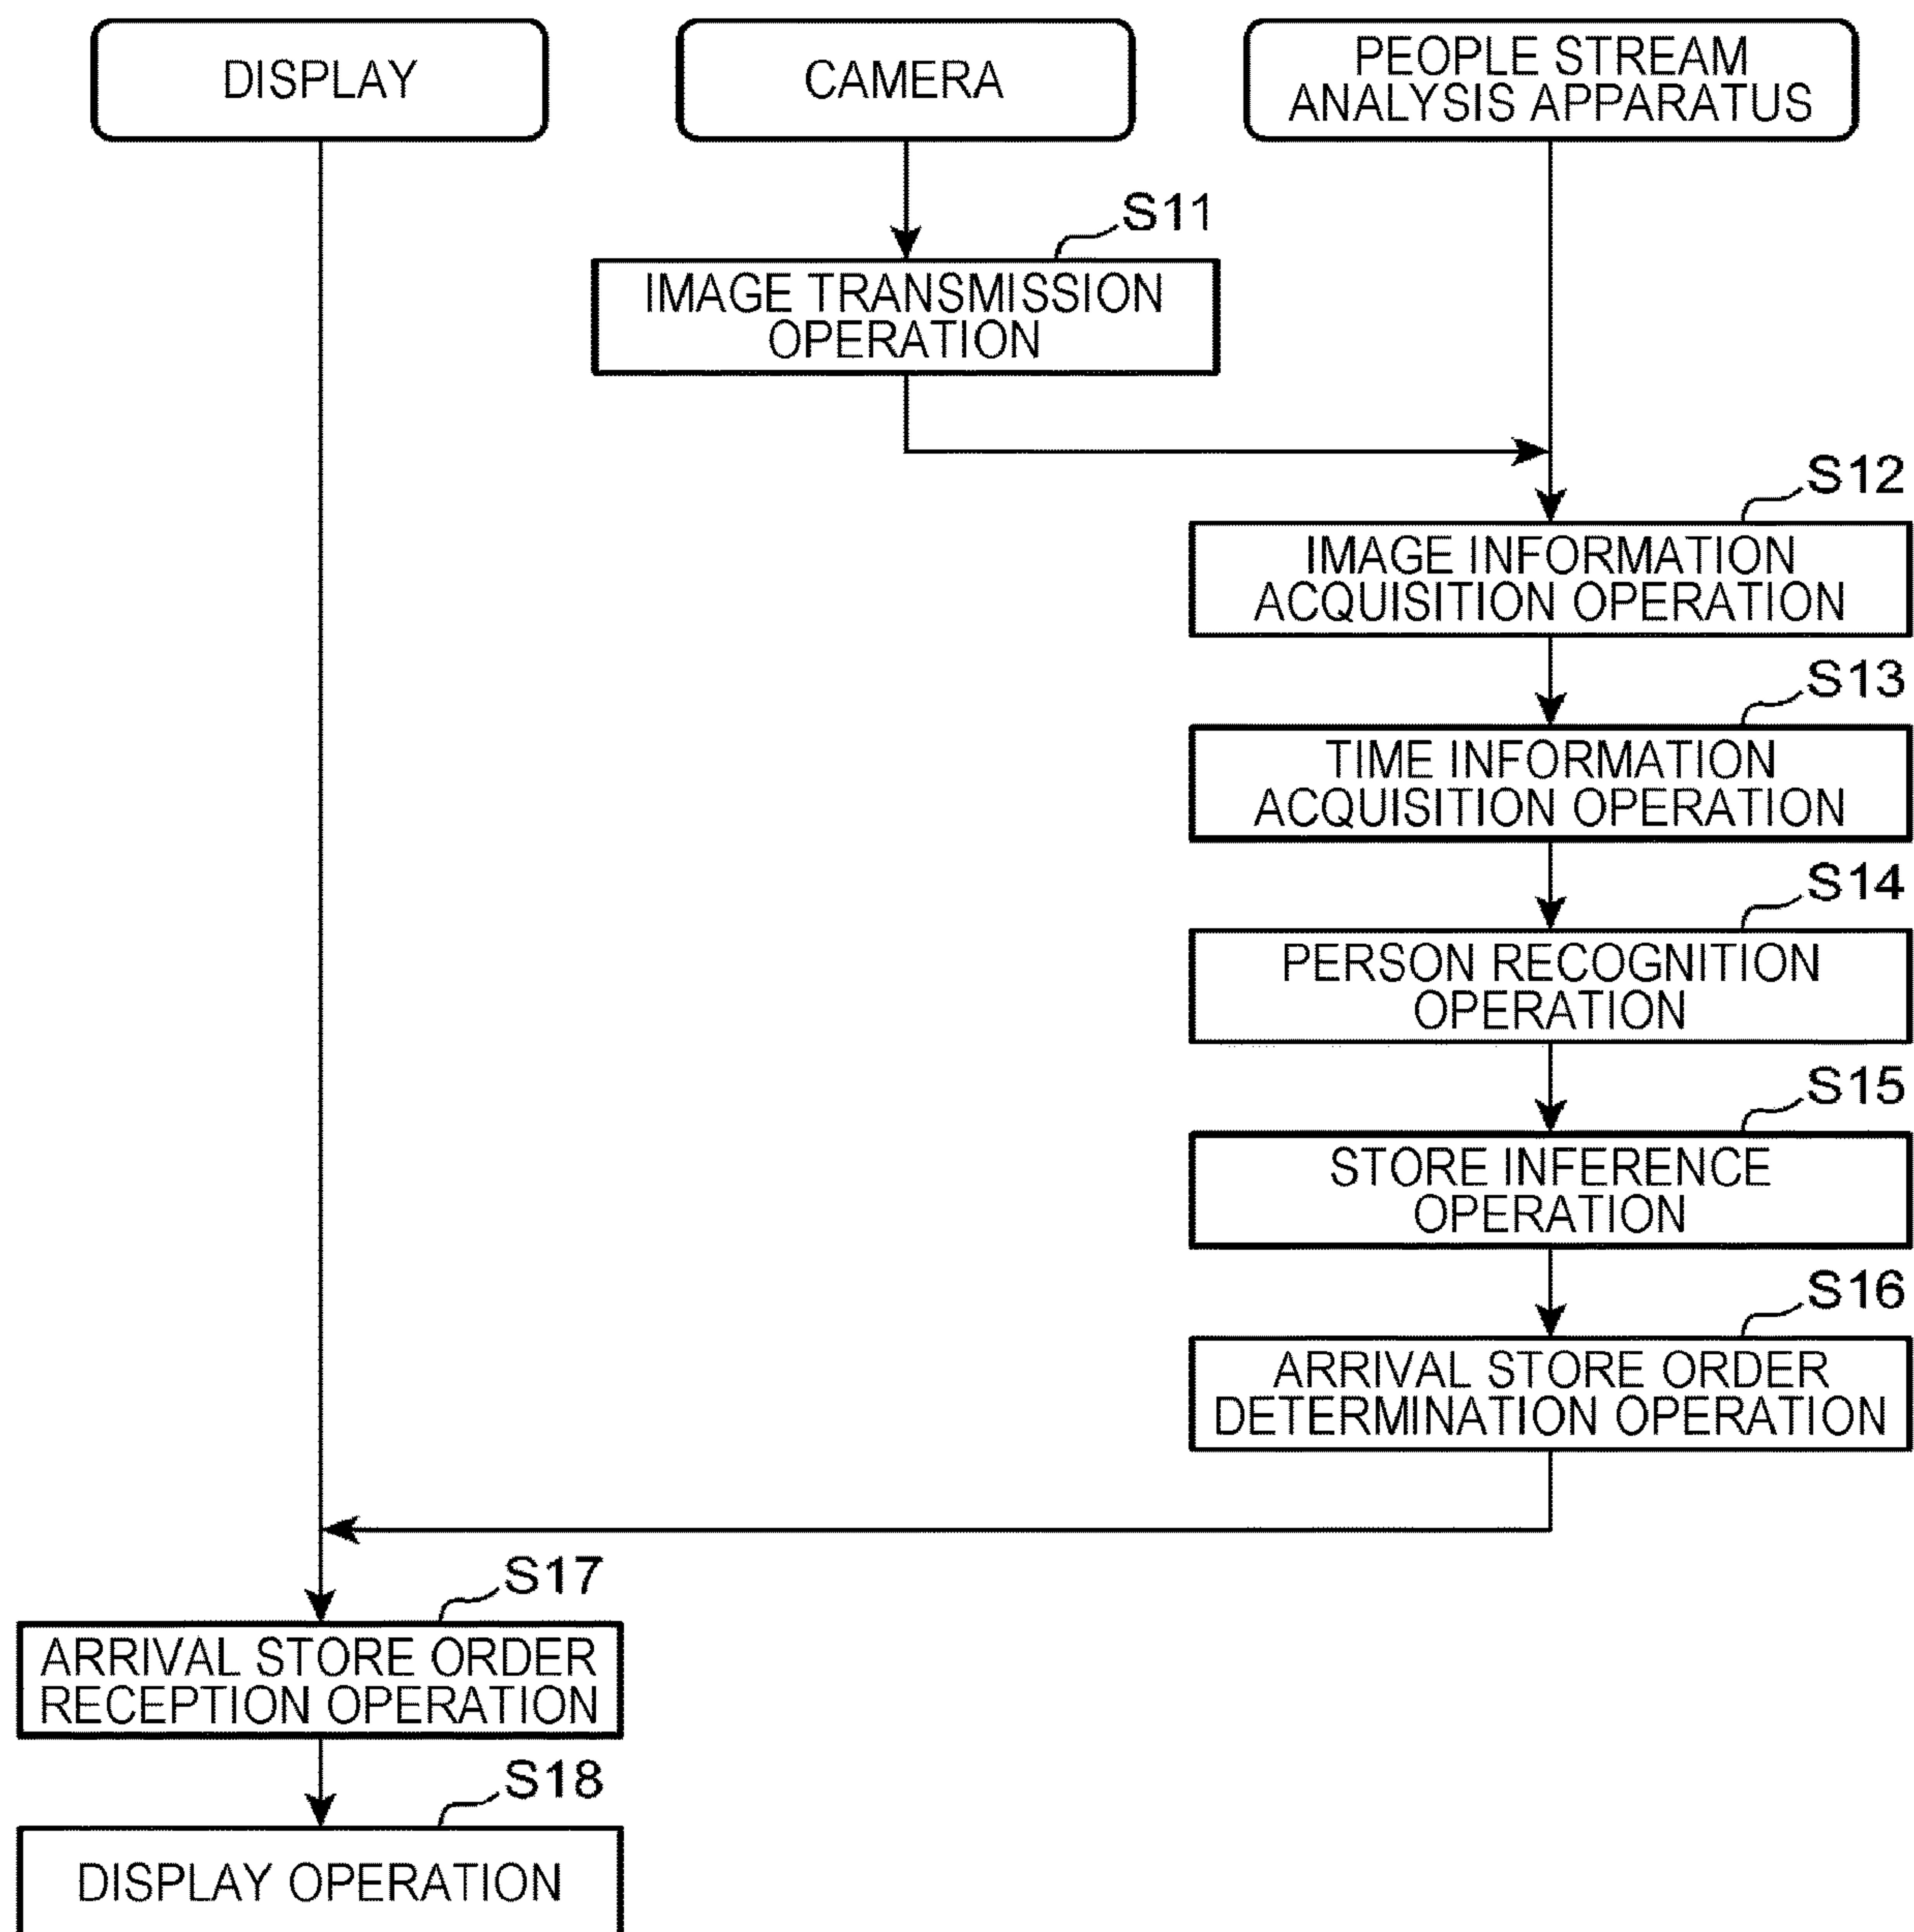 DISPLAY
CAMERA
PEOPLE STREAM
ANALYSIS APPARATUS
S11
IMAGE TRANSMISSION
OPERATION
S12
IMAGE INFORMATION
ACQUISITION OPERATION
S13
TIME INFORMATION
ACQUISITION OPERATION
S14
PERSON RECOGNITION
OPERATION
S15
STORE INFERENCE
OPERATION
S16
ARRIVAL STORE ORDER
DETERMINATION OPERATION
S17
ARRIVAL STORE ORDER
RECEPTION OPERATION
S18
DISPLAY OPERATION